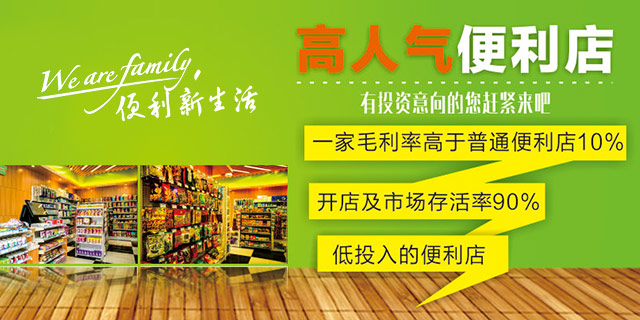 We are family,
便利新生活
高人气便利店
有投资意向的您赶紧来吧
一家毛利率高于普通便利店10%
开店及市场存活率90%
低投入的便利店